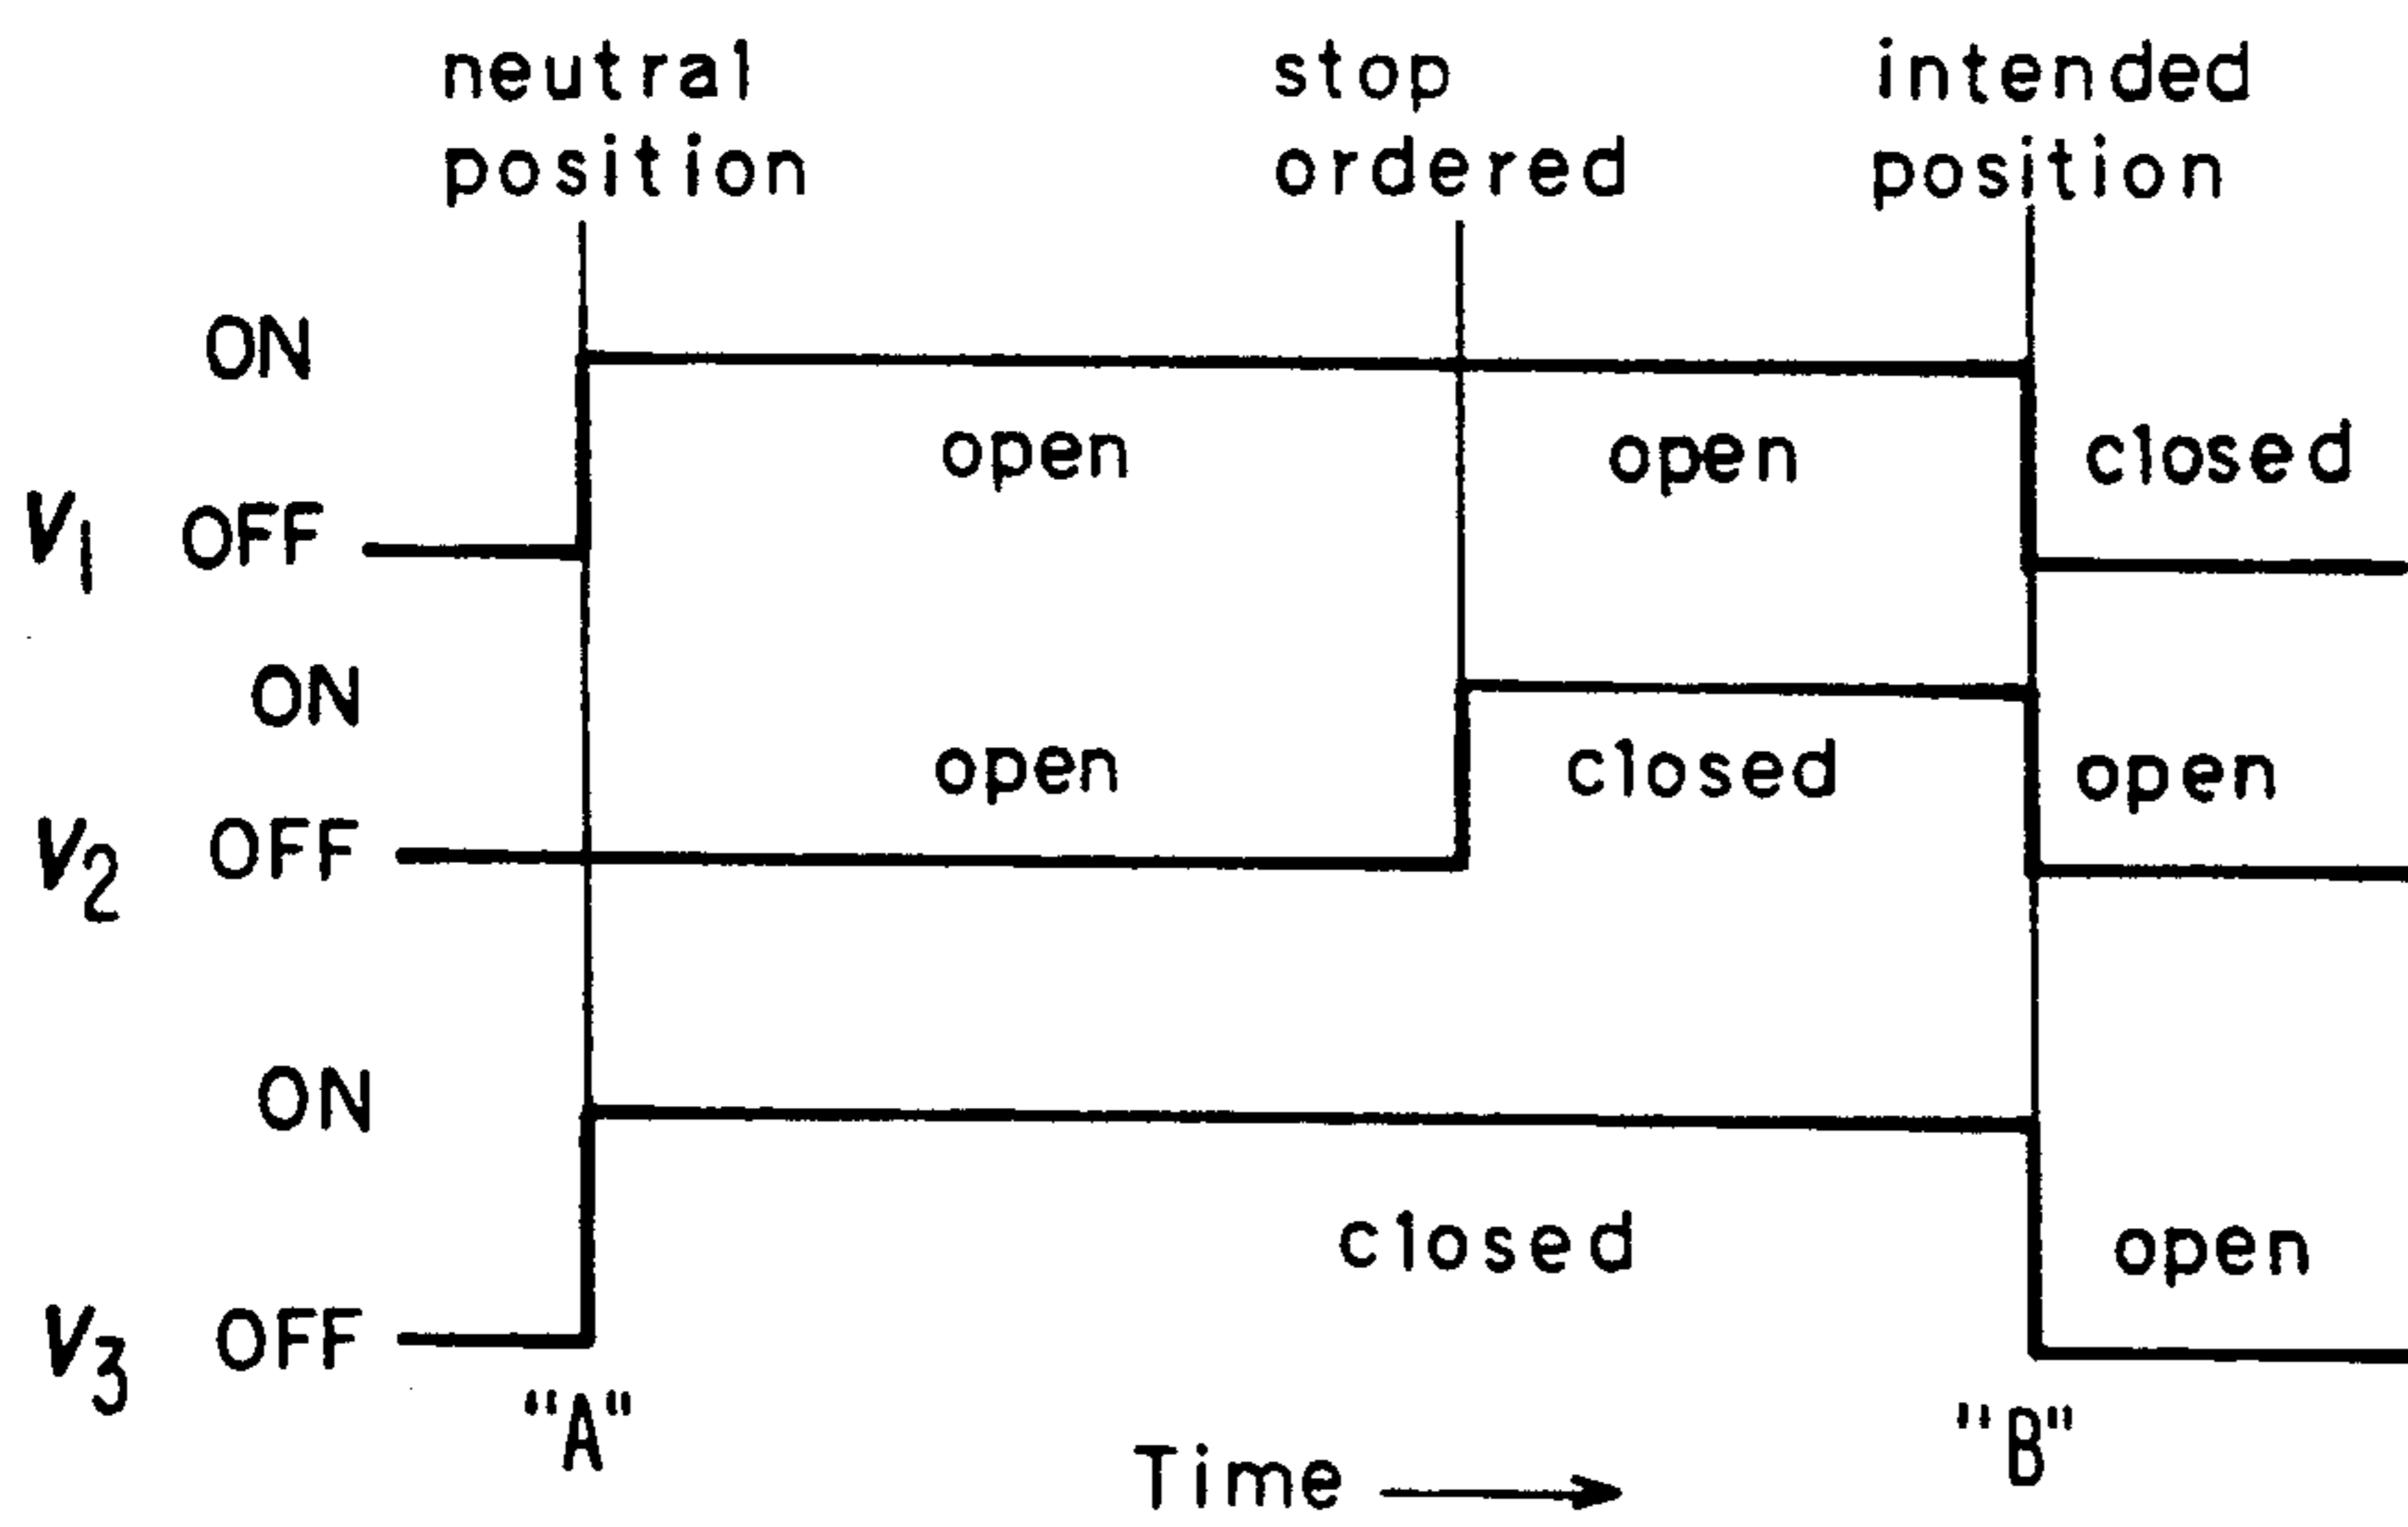 neutral position
stop ordered
intended position
ON
open
open
closed
V1 OFF
ON
open
closed
open
V2 OFF
ON
closed
open
V3 OFF
"A"
"B"
Time